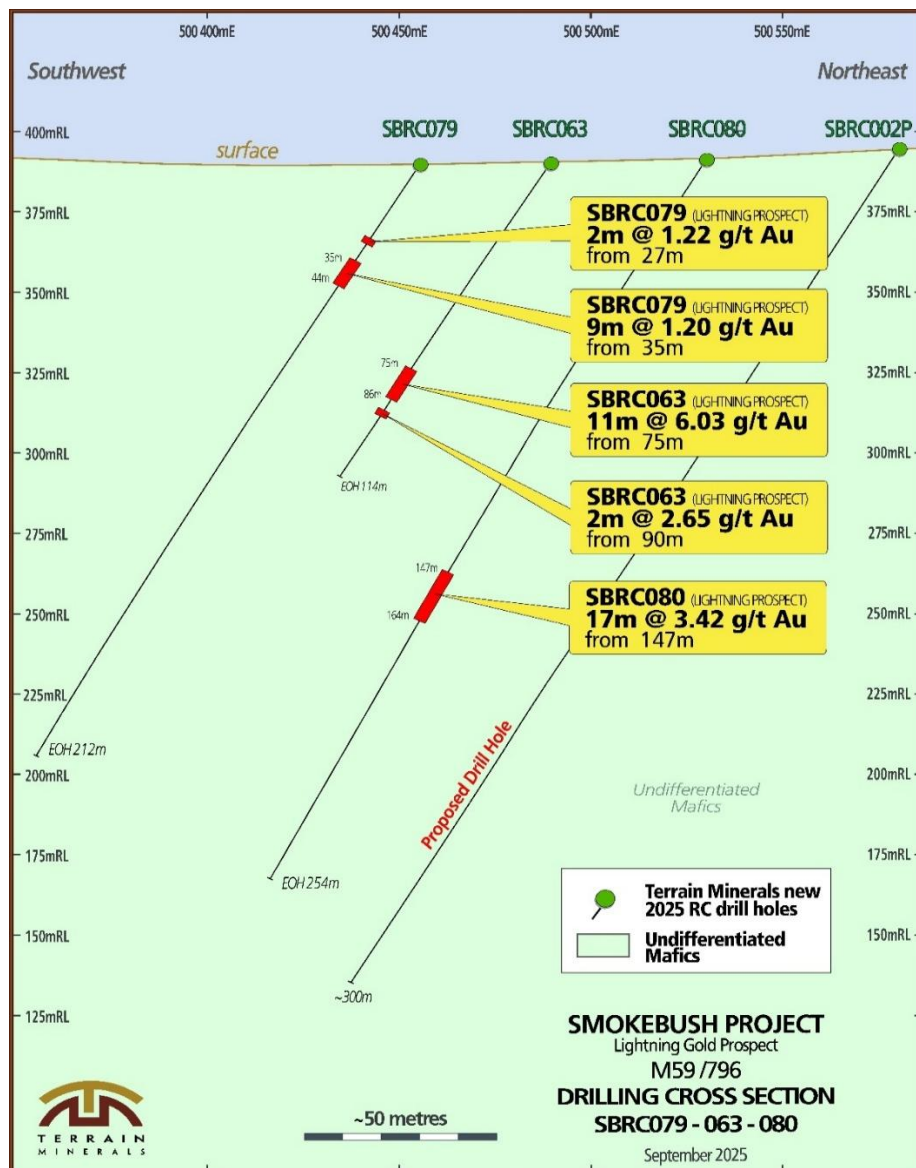 500 400mE 500 450mE 500 500mE 500 550mE
Southwest Northeast
400mRL SBRC079 SBRC063 SBRC080 SBRC002P
surface
375mRL 375mRL
SBRC079 (LIGHTNING PROSPECT)
2m @ 1.22 g/t Au
from 27m
35m
44m
350mRL 350mRL
SBRC079 (LIGHTNING PROSPECT)
9m @ 1.20 g/t Au
from 35m
325mRL 325mRL
75m
86m
SBRC063 (LIGHTNING PROSPECT)
11m @ 6.03 g/t Au
from 75m
300mRL 300mRL
EOH 114m
SBRC063 (LIGHTNING PROSPECT)
2m @ 2.65 g/t Au
from 90m
275mRL 275mRL
147m
164m
SBRC080 (LIGHTNING PROSPECT)
17m @ 3.42 g/t Au
from 147m
250mRL 250mRL
225mRL 225mRL
EOH 212m
Proposed Drill Hole
200mRL 200mRL
Undifferentiated
Mafics
175mRL 175mRL
EOH 254m
Terrain Minerals new
2025 RC drill holes
Undifferentiated
Mafics
150mRL 150mRL
~300m
125mRL 125mRL
SMOKEBUSH PROJECT
Lightning Gold Prospect
M59 /796
DRILLING CROSS SECTION
SBRC079 - 063 - 080
September 2025
~50 metres
TERRAIN
MINERALS